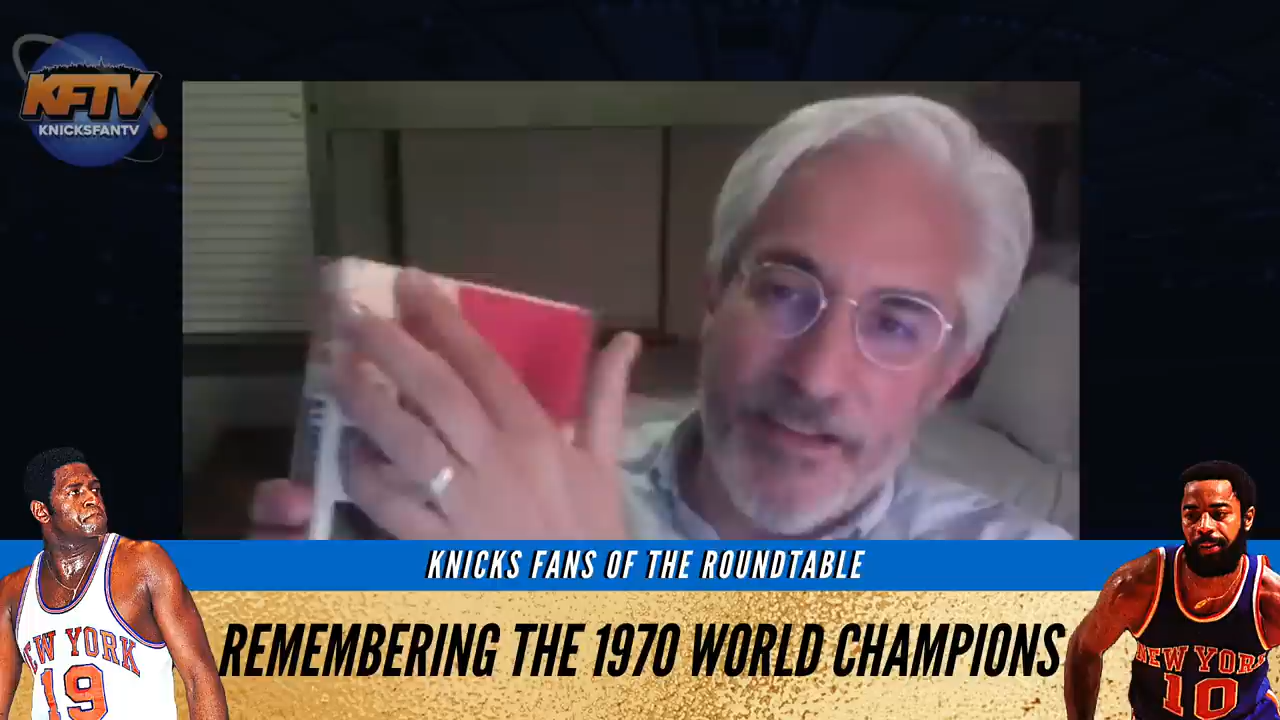 KFTV
KNICKSFANTV
KNICKS FANS OF THE ROUNDTABLE
REMEMBERING THE 1970 WORLD CHAMPIONS
NEW YORK
19
NEW YORK
10